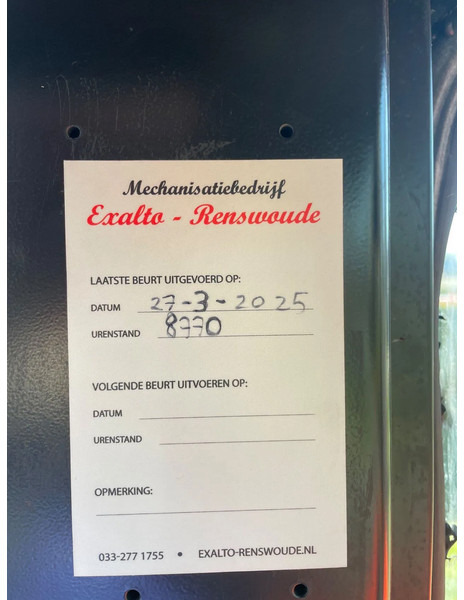 Mechanisatiebedrijf
Exalto - Renswoude
LAATSTE BEURT UITGEVOERD OP:
DATUM 27-3-2025
URENSTAND 8770
VOLGENDE BEURT UITVOEREN OP:
DATUM
URENSTAND
OPMERKING:
033-277 1755 • EXALTO-RENSWOUDE.NL